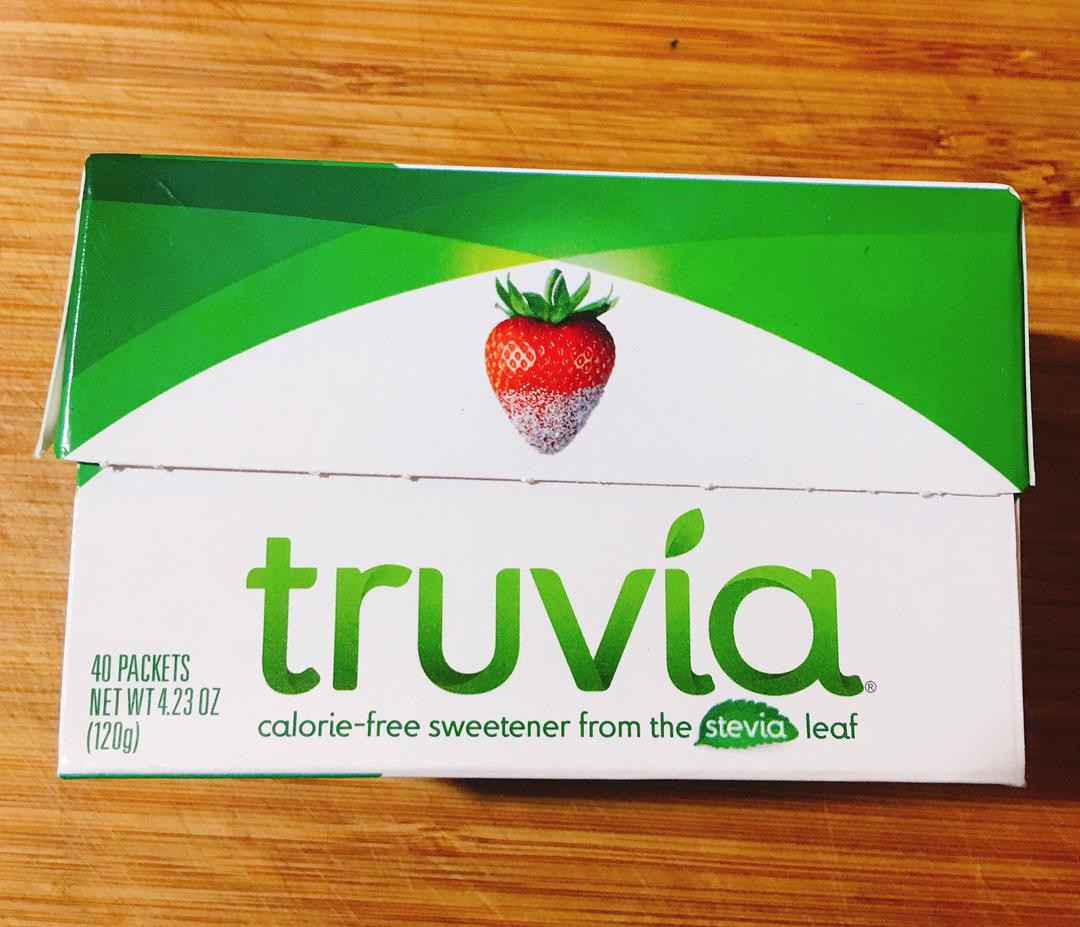 truvia®
calorie-free sweetener from the stevia leaf
40 PACKETS
NET WT 4.23 OZ
(120g)